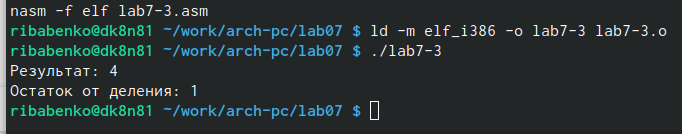 nasm -f elf lab7-3.asm
ribabenko@dk8n81 ~/work/arch-pc/lab07 $ ld -m elf_i386 -o lab7-3 lab7-3.o
ribabenko@dk8n81 ~/work/arch-pc/lab07 $ ./lab7-3
Результат: 4
Остаток от деления: 1
ribabenko@dk8n81 ~/work/arch-pc/lab07 $